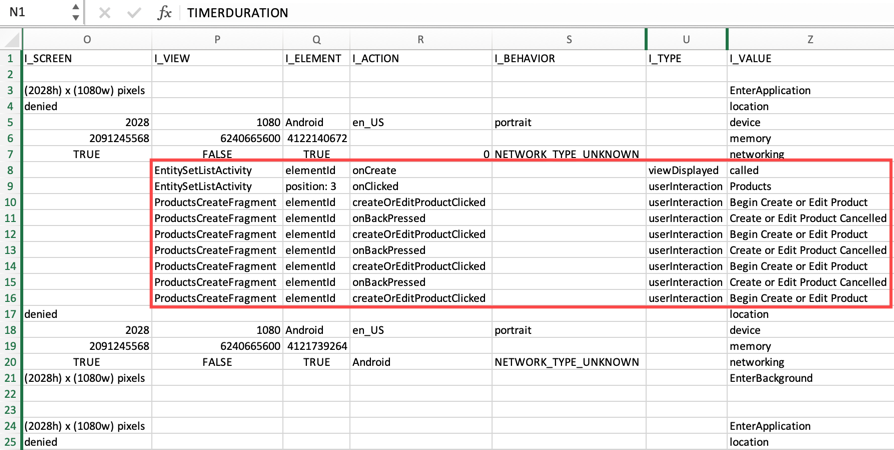 N1 fx TIMERDURATION
O P Q R S U Z
1 I_SCREEN I_VIEW I_ELEMENT I_ACTION I_BEHAVIOR I_TYPE I_VALUE
2
3 (2028h) x (1080w) pixels EnterApplication
4 denied location
5 2028 1080 Android en_US portrait device
6 2091245568 6240665600 4122140672 memory
7 TRUE FALSE TRUE 0 NETWORK_TYPE_UNKNOWN networking
8 EntitySetListActivity elementId onCreate viewDisplayed called
9 EntitySetListActivity position: 3 onClicked userInteraction Products
10 ProductsCreateFragment elementId createOrEditProductClicked userInteraction Begin Create or Edit Product
11 ProductsCreateFragment elementId onBackPressed userInteraction Create or Edit Product Cancelled
12 ProductsCreateFragment elementId createOrEditProductClicked userInteraction Begin Create or Edit Product
13 ProductsCreateFragment elementId onBackPressed userInteraction Create or Edit Product Cancelled
14 ProductsCreateFragment elementId createOrEditProductClicked userInteraction Begin Create or Edit Product
15 ProductsCreateFragment elementId onBackPressed userInteraction Create or Edit Product Cancelled
16 ProductsCreateFragment elementId createOrEditProductClicked userInteraction Begin Create or Edit Product
17 denied location
18 2028 1080 Android en_US portrait device
19 2091245568 6240665600 4121739264 memory
20 TRUE FALSE TRUE Android NETWORK_TYPE_UNKNOWN networking
21 (2028h) x (1080w) pixels EnterBackground
22
23
24 (2028h) x (1080w) pixels EnterApplication
25 denied location